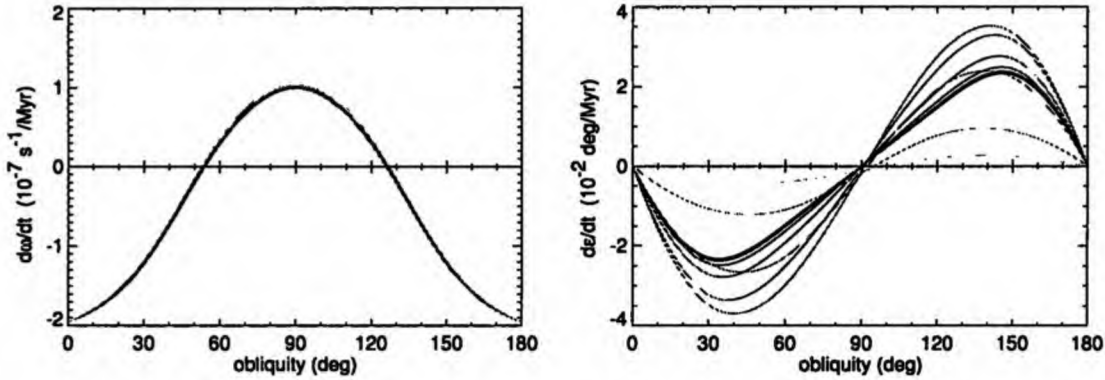 2
1
0
-1
-2
dω/dt (10⁻⁷ s⁻¹/Myr)
0 30 60 90 120 150 180
obliquity (deg)
4
2
0
-2
-4
dε/dt (10⁻² deg/Myr)
0 30 60 90 120 150 180
obliquity (deg)